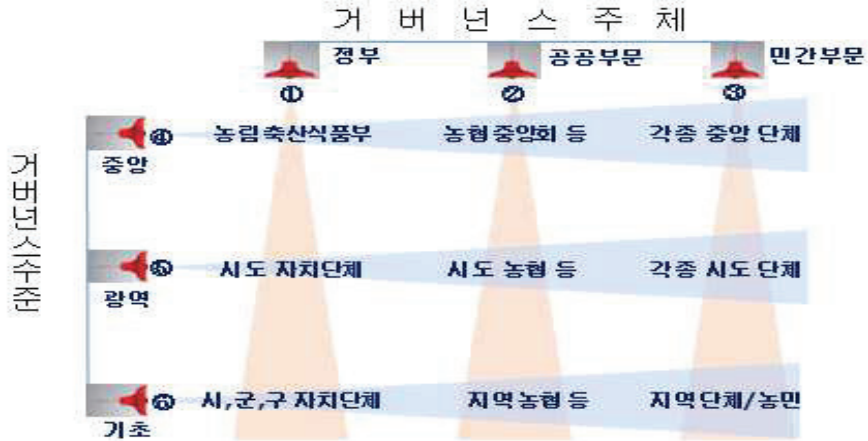 거 버 넌 스 주 체
정부 공공부문 민간부문
① ② ③
④ 농림축산식품부 농협중앙회 등 각종 중앙 단체
중앙
거버넌스수준
⑤ 시도 자치단체 시도 농협 등 각종 시도 단체
광역
⑥ 시,군,구 자치단체 지역농협 등 지역단체/농민
기초